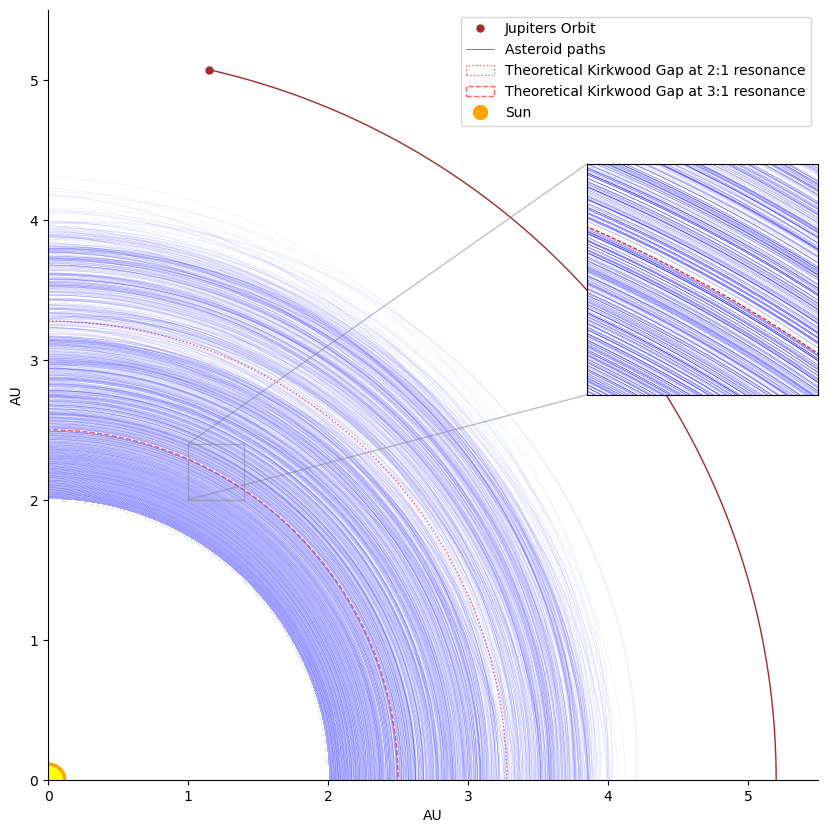 Jupiters Orbit
Asteroid paths
Theoretical Kirkwood Gap at 2:1 resonance
Theoretical Kirkwood Gap at 3:1 resonance
Sun
5
4
3
AU
2
1
0
0 1 2 3 4 5
AU